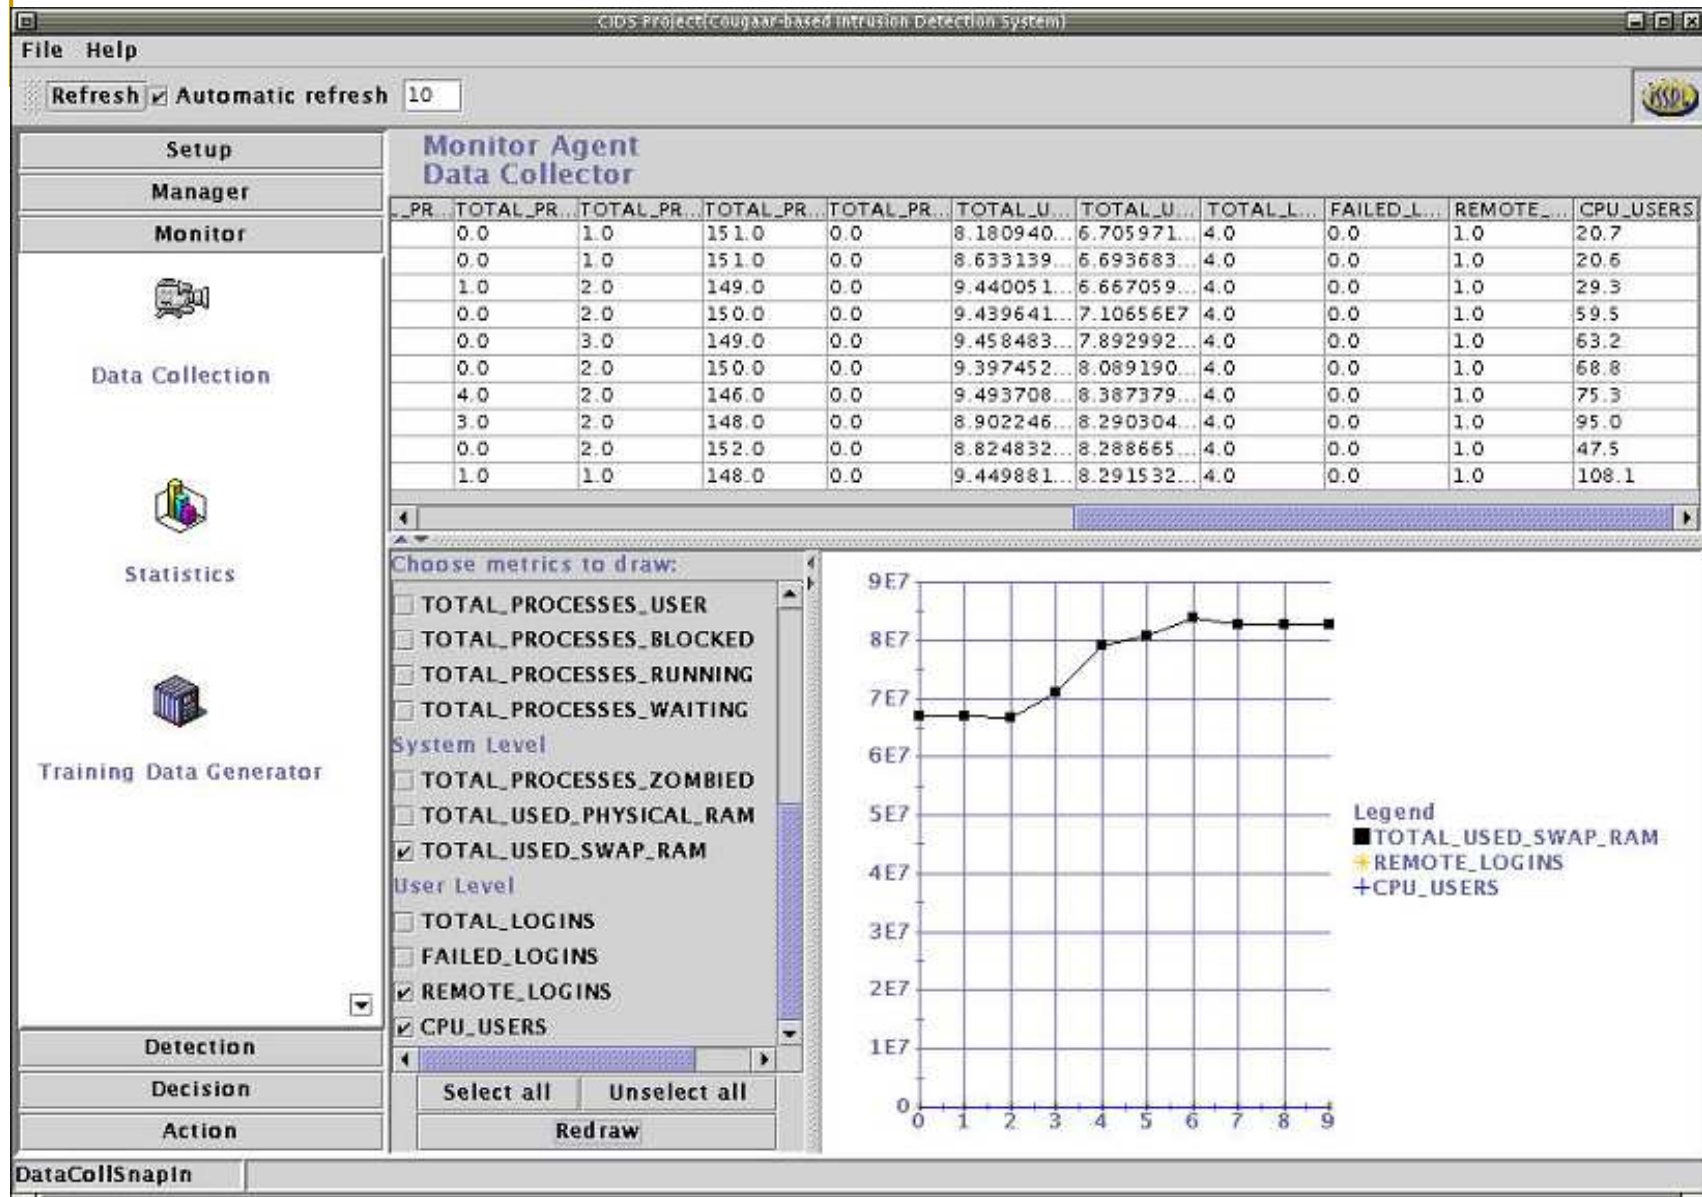 CIDS Project(Cougaar-based Intrusion Detection System)
File Help
Refresh Automatic refresh 10
ISSRL
Setup
Manager
Monitor
Data Collection
Statistics
Training Data Generator
Detection
Decision
Action
Monitor Agent
Data Collector
_PR... TOTAL_PR... TOTAL_PR... TOTAL_PR... TOTAL_PR... TOTAL_U... TOTAL_U... TOTAL_L... FAILED_L... REMOTE_... CPU_USERS
0.0 1.0 151.0 0.0 8.180940... 6.705971... 4.0 0.0 1.0 20.7
0.0 1.0 151.0 0.0 8.633139... 6.693683... 4.0 0.0 1.0 20.6
1.0 2.0 149.0 0.0 9.440051... 6.667059... 4.0 0.0 1.0 29.3
0.0 2.0 150.0 0.0 9.439641... 7.10656E7 4.0 0.0 1.0 59.5
0.0 3.0 149.0 0.0 9.458483... 7.892992... 4.0 0.0 1.0 63.2
0.0 2.0 150.0 0.0 9.397452... 8.089190... 4.0 0.0 1.0 68.8
4.0 2.0 146.0 0.0 9.493708... 8.387379... 4.0 0.0 1.0 75.3
3.0 2.0 148.0 0.0 8.902246... 8.290304... 4.0 0.0 1.0 95.0
0.0 2.0 152.0 0.0 8.824832... 8.288665... 4.0 0.0 1.0 47.5
1.0 1.0 148.0 0.0 9.449881... 8.291532... 4.0 0.0 1.0 108.1
Choose metrics to draw:
TOTAL_PROCESSES_USER
TOTAL_PROCESSES_BLOCKED
TOTAL_PROCESSES_RUNNING
TOTAL_PROCESSES_WAITING
System Level
TOTAL_PROCESSES_ZOMBIED
TOTAL_USED_PHYSICAL_RAM
TOTAL_USED_SWAP_RAM
User Level
TOTAL_LOGINS
FAILED_LOGINS
REMOTE_LOGINS
CPU_USERS
Select all Unselect all
Redraw
9E7
8E7
7E7
6E7
5E7
4E7
3E7
2E7
1E7
0
0 1 2 3 4 5 6 7 8 9
Legend
TOTAL_USED_SWAP_RAM
REMOTE_LOGINS
CPU_USERS
DataCollSnapIn